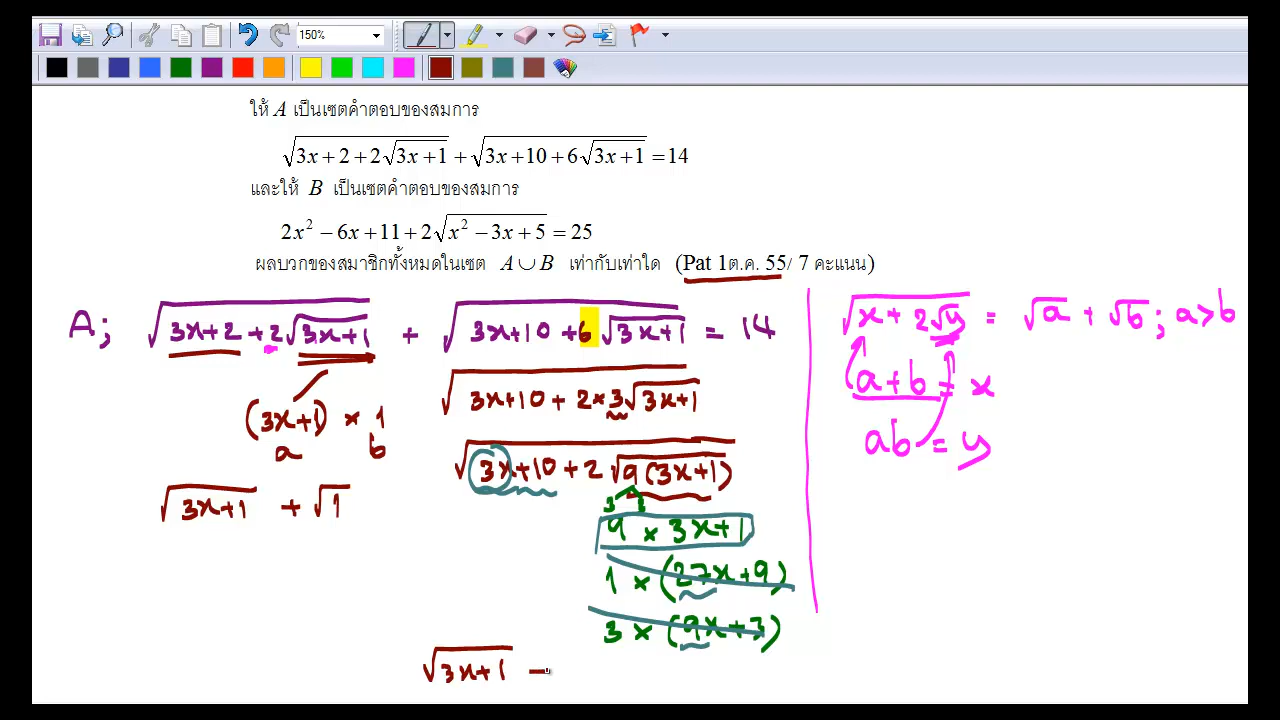 150%
ให้ A เป็นเซตคำตอบของสมการ
√(3x+2+2√(3x+1)) + √(3x+10+6√(3x+1)) = 14
และให้ B เป็นเซตคำตอบของสมการ
2x² − 6x + 11 + 2√(x² − 3x + 5) = 25
ผลบวกของสมาชิกทั้งหมดในเซต A ∪ B เท่ากับเท่าใด (Pat 1ต.ค. 55/ 7 คะแนน)
A; √(3x+2 + 2√(3x+1)) + √(3x+10 + 6√(3x+1)) = 14
√(3x+10 + 2×3√(3x+1))
(3x+1) × 1
a b
√(3x+10 + 2√(9(3x+1)))
√(3x+1) + √1
3 3
9 × 3x+1
1 × (27x+9)
3 × (9x+3)
√(3x+1) −
√(x + 2√y) = √a + √b ; a>b
a+b = x
ab = y